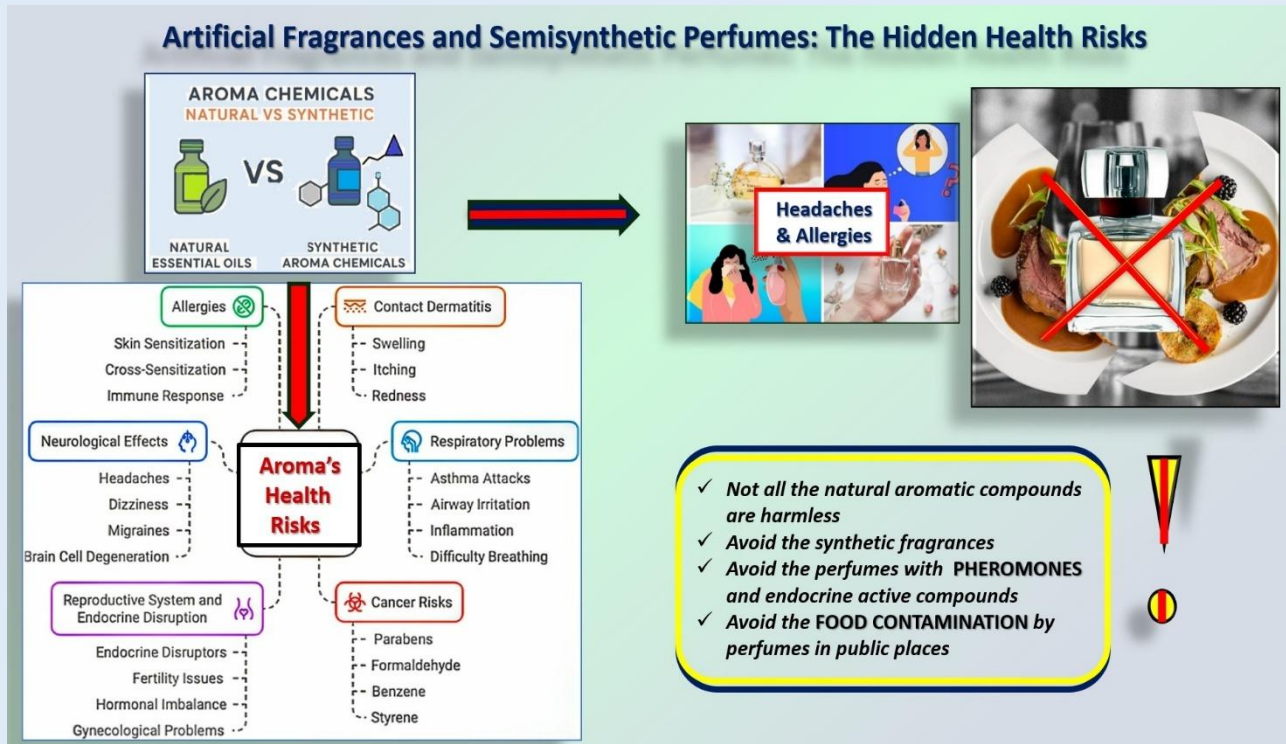 Artificial Fragrances and Semisynthetic Perfumes: The Hidden Health Risks
AROMA CHEMICALS
NATURAL VS SYNTHETIC
VS
NATURAL
ESSENTIAL OILS
SYNTHETIC
AROMA CHEMICALS
Headaches
& Allergies
Allergies
Skin Sensitization
Cross-Sensitization
Immune Response
Contact Dermatitis
Swelling
Itching
Redness
Neurological Effects
Headaches
Dizziness
Migraines
Brain Cell Degeneration
Aroma's
Health
Risks
Respiratory Problems
Asthma Attacks
Airway Irritation
Inflammation
Difficulty Breathing
Reproductive System and
Endocrine Disruption
Endocrine Disruptors
Fertility Issues
Hormonal Imbalance
Gynecological Problems
Cancer Risks
Parabens
Formaldehyde
Benzene
Styrene
✓ Not all the natural aromatic compounds
are harmless
✓ Avoid the synthetic fragrances
✓ Avoid the perfumes with PHEROMONES
and endocrine active compounds
✓ Avoid the FOOD CONTAMINATION by
perfumes in public places